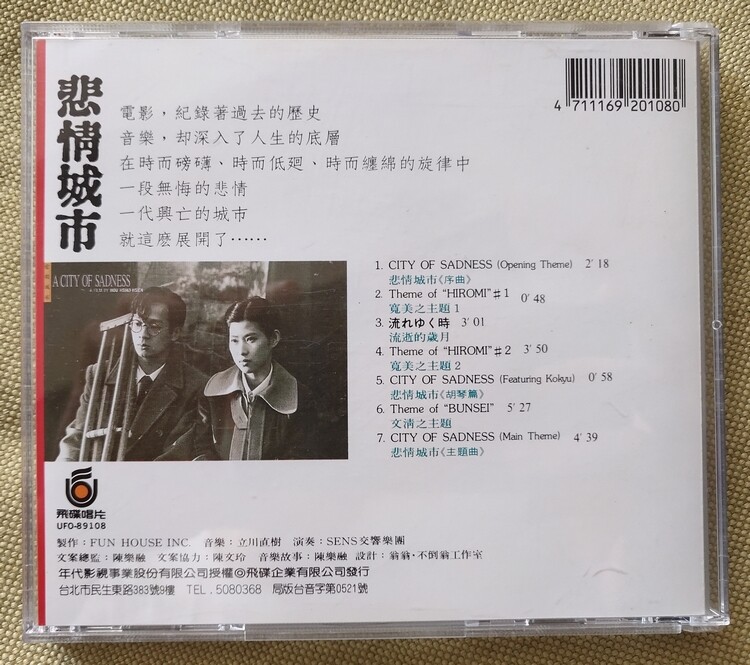 悲情城市
電影，紀錄著過去的歷史
音樂，却深入了人生的底層
在時而磅礴、時而低廻、時而纏綿的旋律中
一段無悔的悲情
一代興亡的城市
就這麼展開了……
4 711169 201080
A CITY OF SADNESS
1. CITY OF SADNESS (Opening Theme) 2′18
悲情城市《序曲》
2. Theme of “HIROMI”♯1 0′48
寬美之主題 1
3. 流れゆく時 3′01
流逝的歲月
4. Theme of “HIROMI”♯2 3′50
寬美之主題 2
5. CITY OF SADNESS (Featuring Kokyu) 0′58
悲情城市《胡琴篇》
6. Theme of “BUNSEI” 5′27
文淸之主題
7. CITY OF SADNESS (Main Theme) 4′39
悲情城市《主題曲》
飛碟唱片
UFO-89108
製作：FUN HOUSE INC. 音樂：立川直樹 演奏：SENS交響樂團
文案總監：陳樂融 文案協力：陳文玲 音樂故事：陳樂融 設計：翁翁·不倒翁工作室
年代影視事業股份有限公司授權◎飛碟企業有限公司發行
台北市民生東路383號9樓 TEL．5080368 局版台音字第0521號